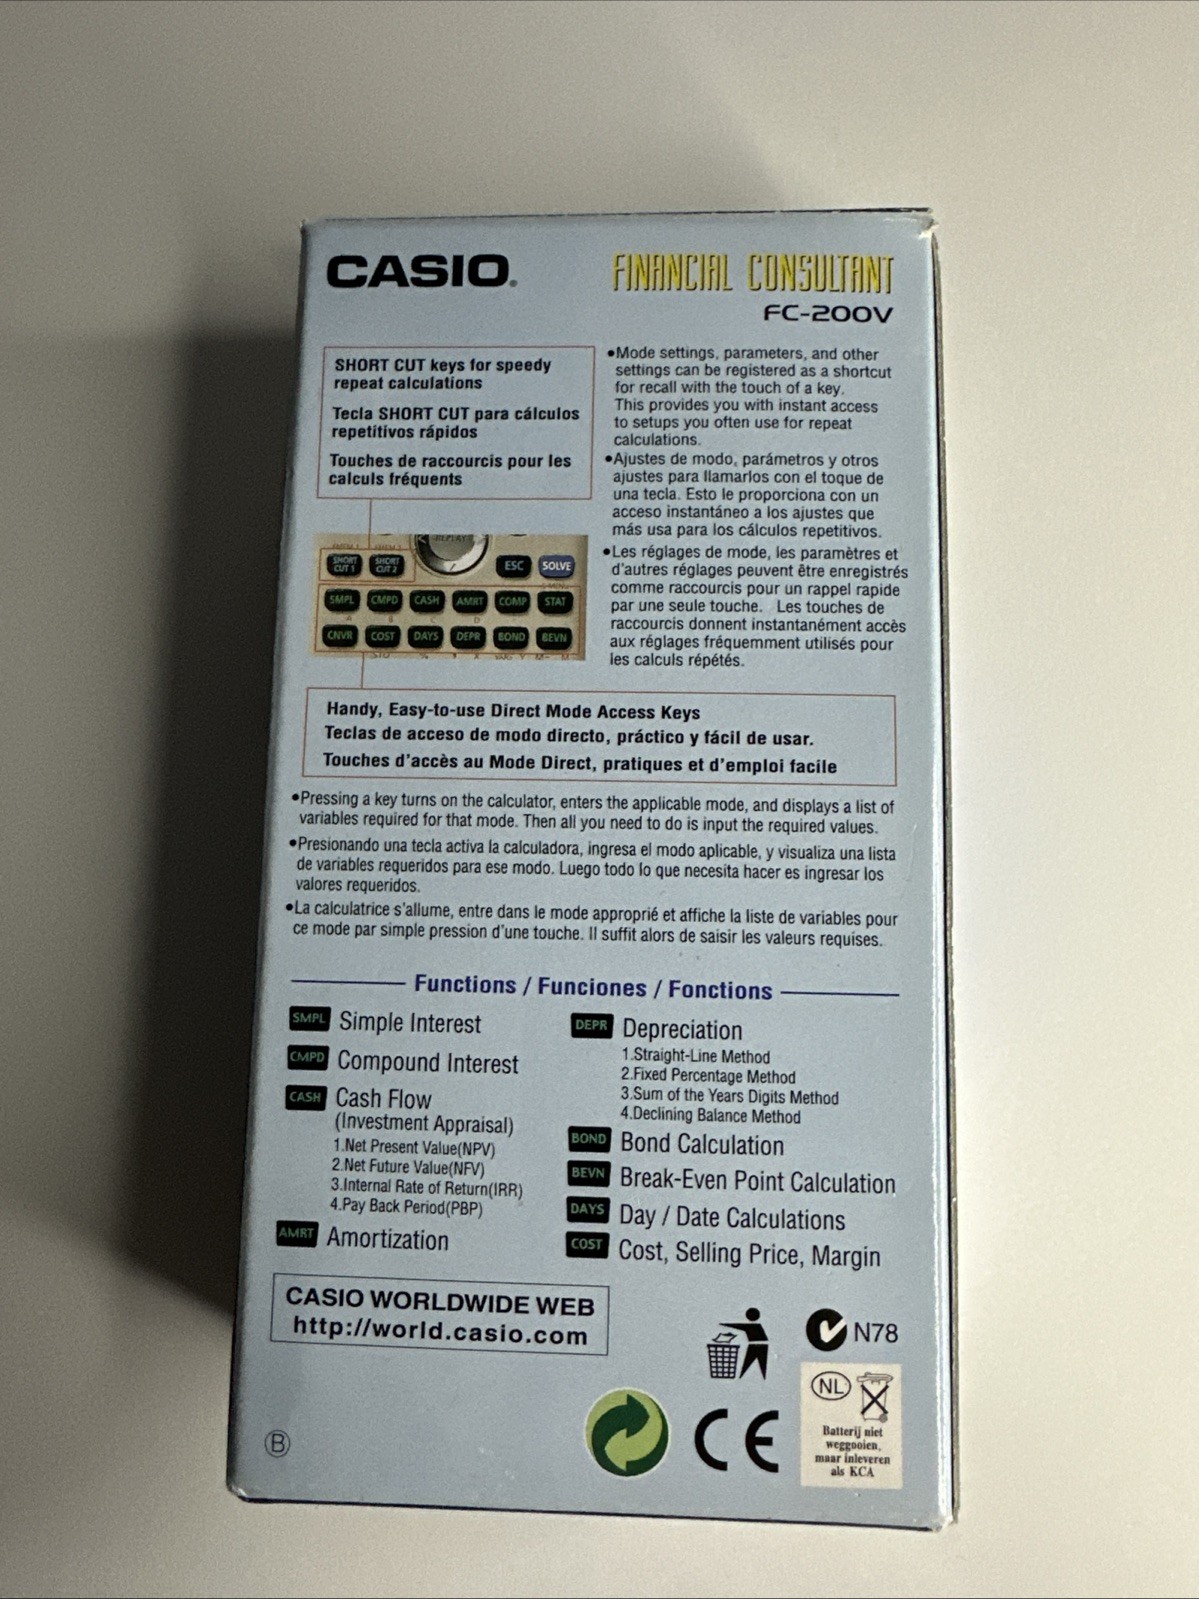 CASIO.
FINANCIAL CONSULTANT
FC-200V
SHORT CUT keys for speedy
repeat calculations
Tecla SHORT CUT para cálculos
repetitivos rápidos
Touches de raccourcis pour les
calculs fréquents
•Mode settings, parameters, and other
settings can be registered as a shortcut
for recall with the touch of a key.
This provides you with instant access
to setups you often use for repeat
calculations.
•Ajustes de modo, parámetros y otros
ajustes para llamarlos con el toque de
una tecla. Esto le proporciona con un
acceso instantáneo a los ajustes que
más usa para los cálculos repetitivos.
•Les réglages de mode, les paramètres et
d'autres réglages peuvent être enregistrés
comme raccourcis pour un rappel rapide
par une seule touche. Les touches de
raccourcis donnent instantanément accès
aux réglages fréquemment utilisés pour
les calculs répétés.
REPLAY
SHORT CUT 1 SHORT CUT 2 ESC SOLVE
SMPL CMPD CASH AMRT COMP STAT
CNVR COST DAYS DEPR BOND BEVN
Handy, Easy-to-use Direct Mode Access Keys
Teclas de acceso de modo directo, práctico y fácil de usar.
Touches d'accès au Mode Direct, pratiques et d'emploi facile
•Pressing a key turns on the calculator, enters the applicable mode, and displays a list of
variables required for that mode. Then all you need to do is input the required values.
•Presionando una tecla activa la calculadora, ingresa el modo aplicable, y visualiza una lista
de variables requeridos para ese modo. Luego todo lo que necesita hacer es ingresar los
valores requeridos.
•La calculatrice s'allume, entre dans le mode approprié et affiche la liste de variables pour
ce mode par simple pression d'une touche. Il suffit alors de saisir les valeurs requises.
Functions / Funciones / Fonctions
SMPL Simple Interest
CMPD Compound Interest
CASH Cash Flow
(Investment Appraisal)
1.Net Present Value(NPV)
2.Net Future Value(NFV)
3.Internal Rate of Return(IRR)
4.Pay Back Period(PBP)
AMRT Amortization
DEPR Depreciation
1.Straight-Line Method
2.Fixed Percentage Method
3.Sum of the Years Digits Method
4.Declining Balance Method
BOND Bond Calculation
BEVN Break-Even Point Calculation
DAYS Day / Date Calculations
COST Cost, Selling Price, Margin
CASIO WORLDWIDE WEB
http://world.casio.com
N78
NL
Batterij niet
weggooien,
maar inleveren
als KCA
CE
B